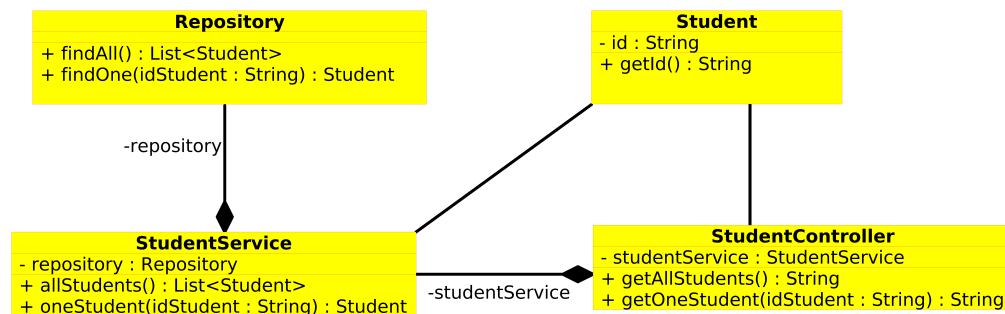 Repository
+ findAll() : List<Student>
+ findOne(idStudent : String) : Student
Student
- id : String
+ getId() : String
-repository
StudentService
- repository : Repository
+ allStudents() : List<Student>
+ oneStudent(idStudent : String) : Student
-studentService
StudentController
- studentService : StudentService
+ getAllStudents() : String
+ getOneStudent(idStudent : String) : String